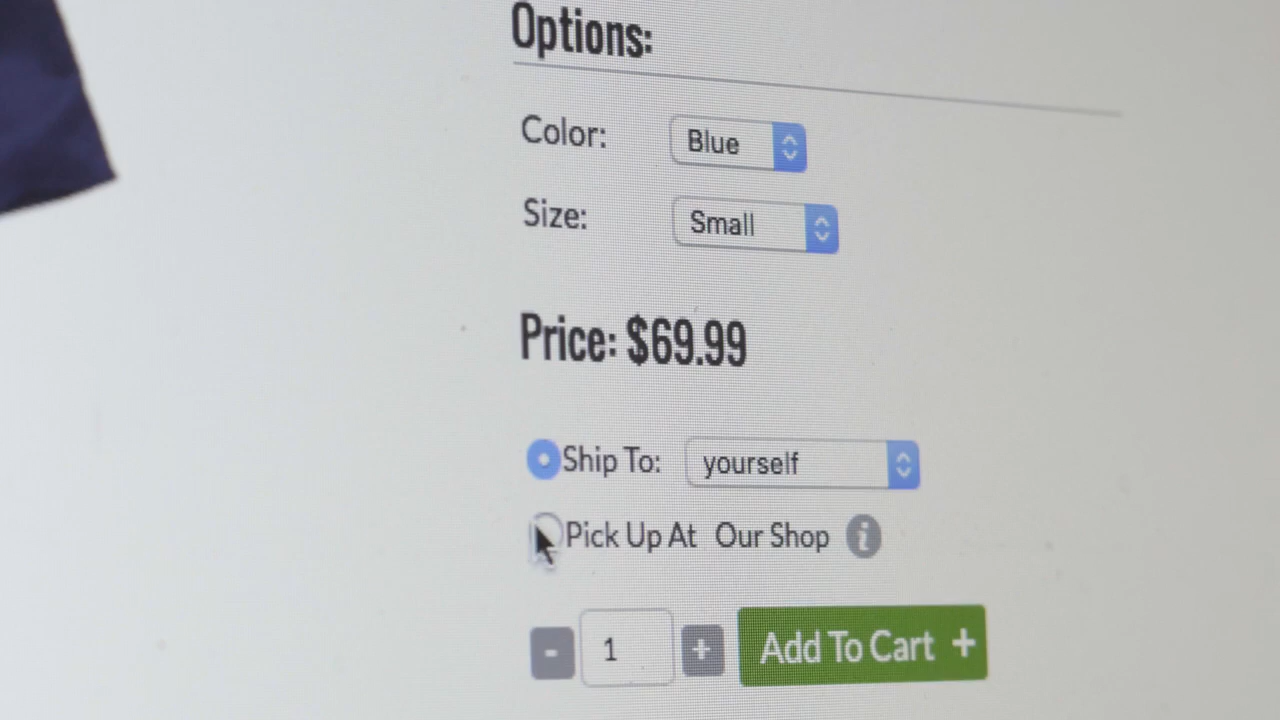 Options:
Color: Blue
Size: Small
Price: $69.99
Ship To: yourself
Pick Up At Our Shop i
- 1 + Add To Cart +